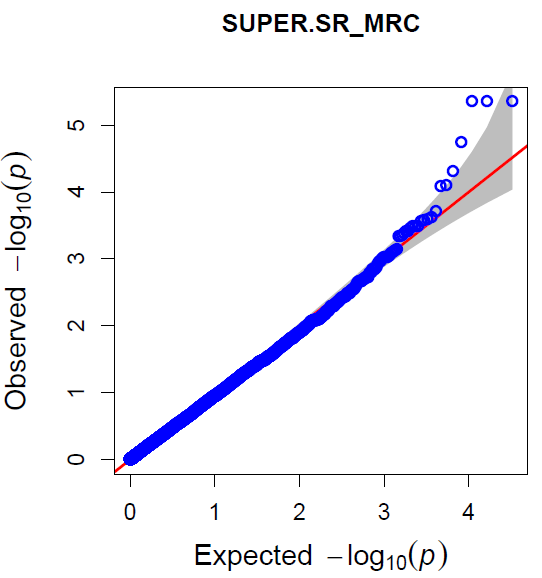 SUPER.SR_MRC
Observed −log₁₀(p)
5
4
3
2
1
0
0 1 2 3 4
Expected −log₁₀(p)